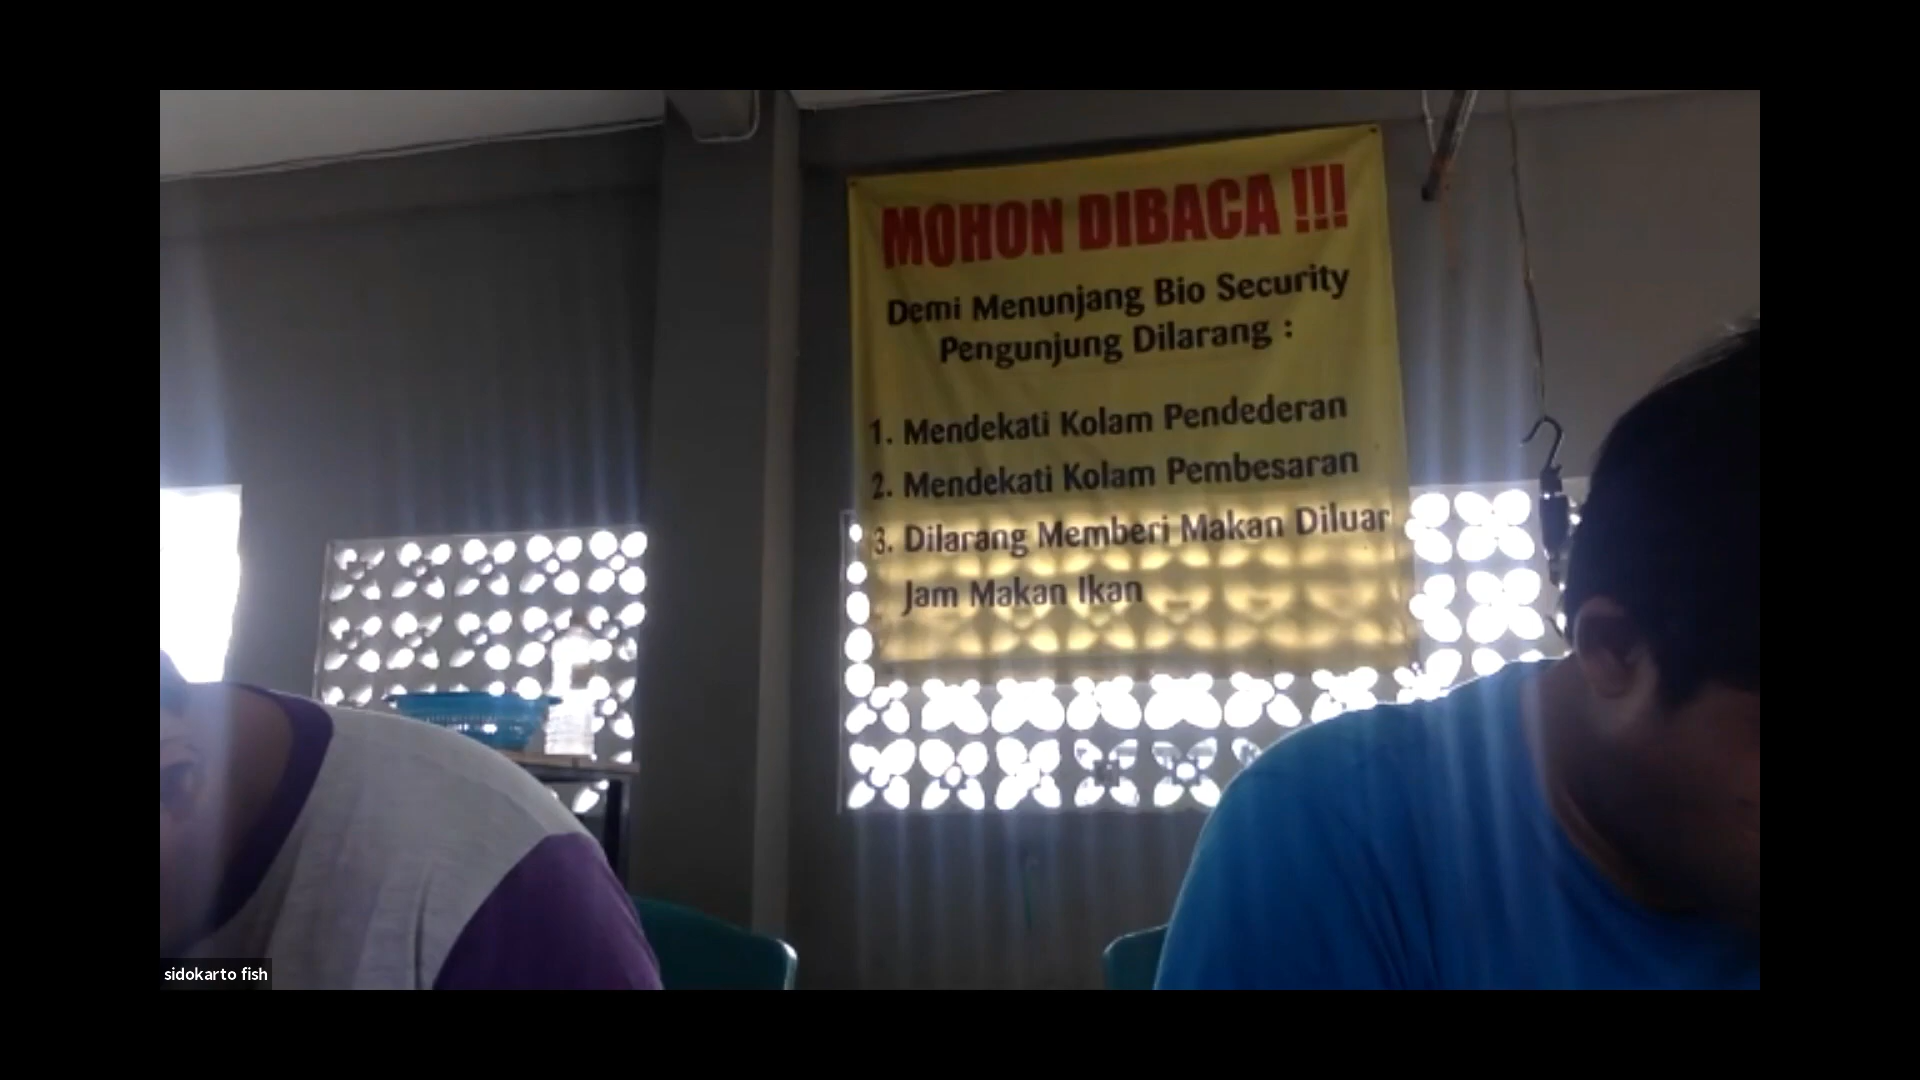 MOHON DIBACA !!!
Demi Menunjang Bio Security
Pengunjung Dilarang :
1. Mendekati Kolam Pendederan
2. Mendekati Kolam Pembesaran
3. Dilarang Memberi Makan Diluar
Jam Makan Ikan
sidokarto fish